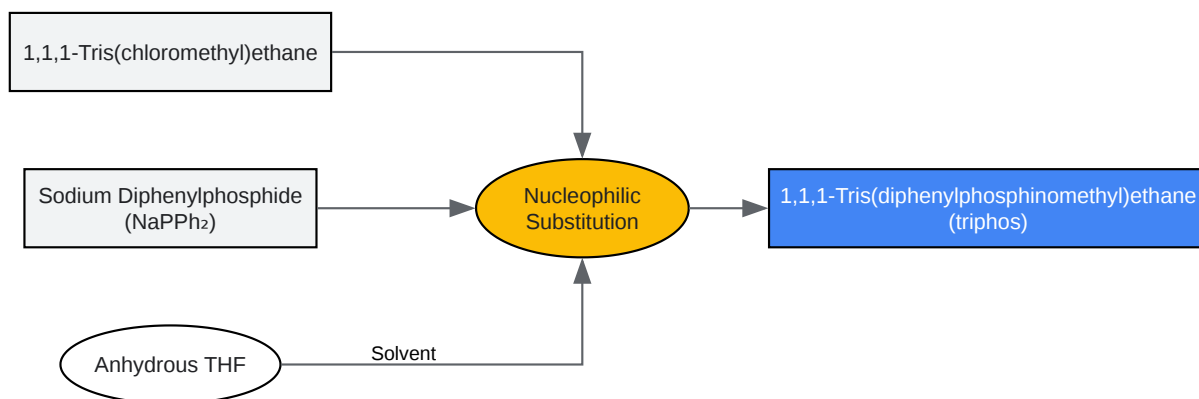 1,1,1-Tris(chloromethyl)ethane
Sodium Diphenylphosphide
(NaPPh₂)
Nucleophilic
Substitution
1,1,1-Tris(diphenylphosphinomethyl)ethane
(triphos)
Anhydrous THF
Solvent